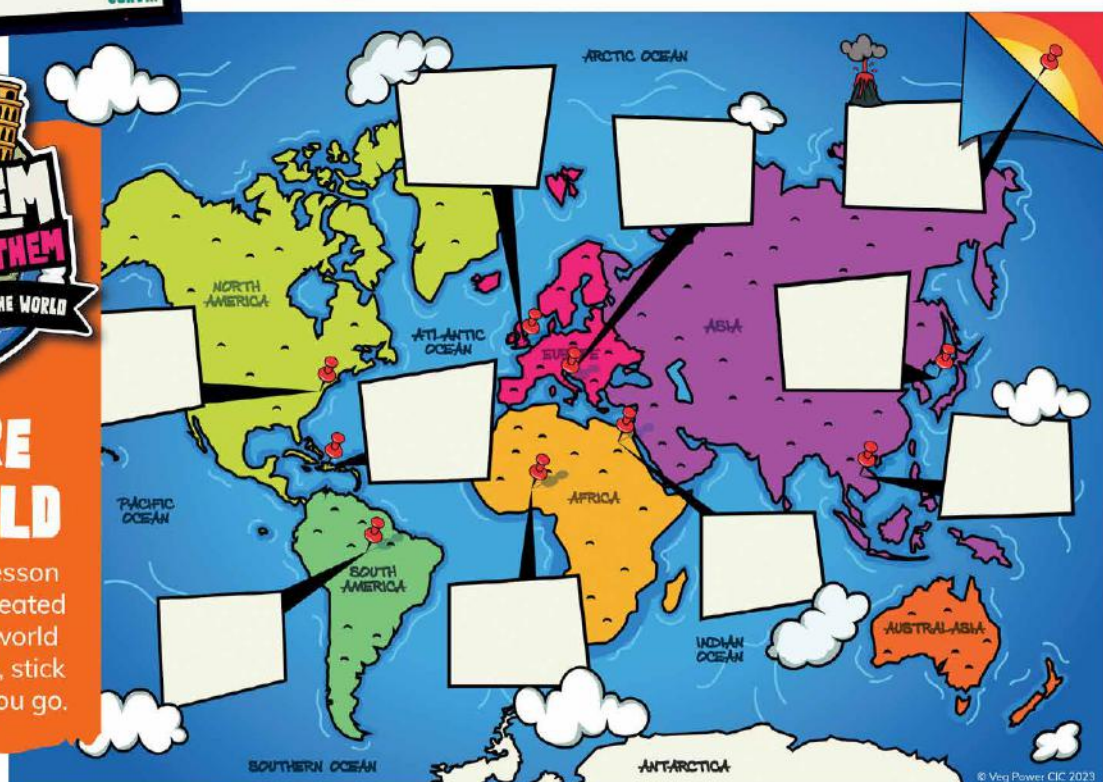 THEM
HE WORLD
RE
LD
esson
eated
world
, stick
ou go.
ARCTIC OCEAN
NORTH
AMERICA
ATLANTIC
OCEAN
EUROPE
ASIA
PACIFIC
OCEAN
AFRICA
SOUTH
AMERICA
INDIAN
OCEAN
AUSTRALASIA
SOUTHERN OCEAN
ANTARCTICA
© Veg Power CIC 2023